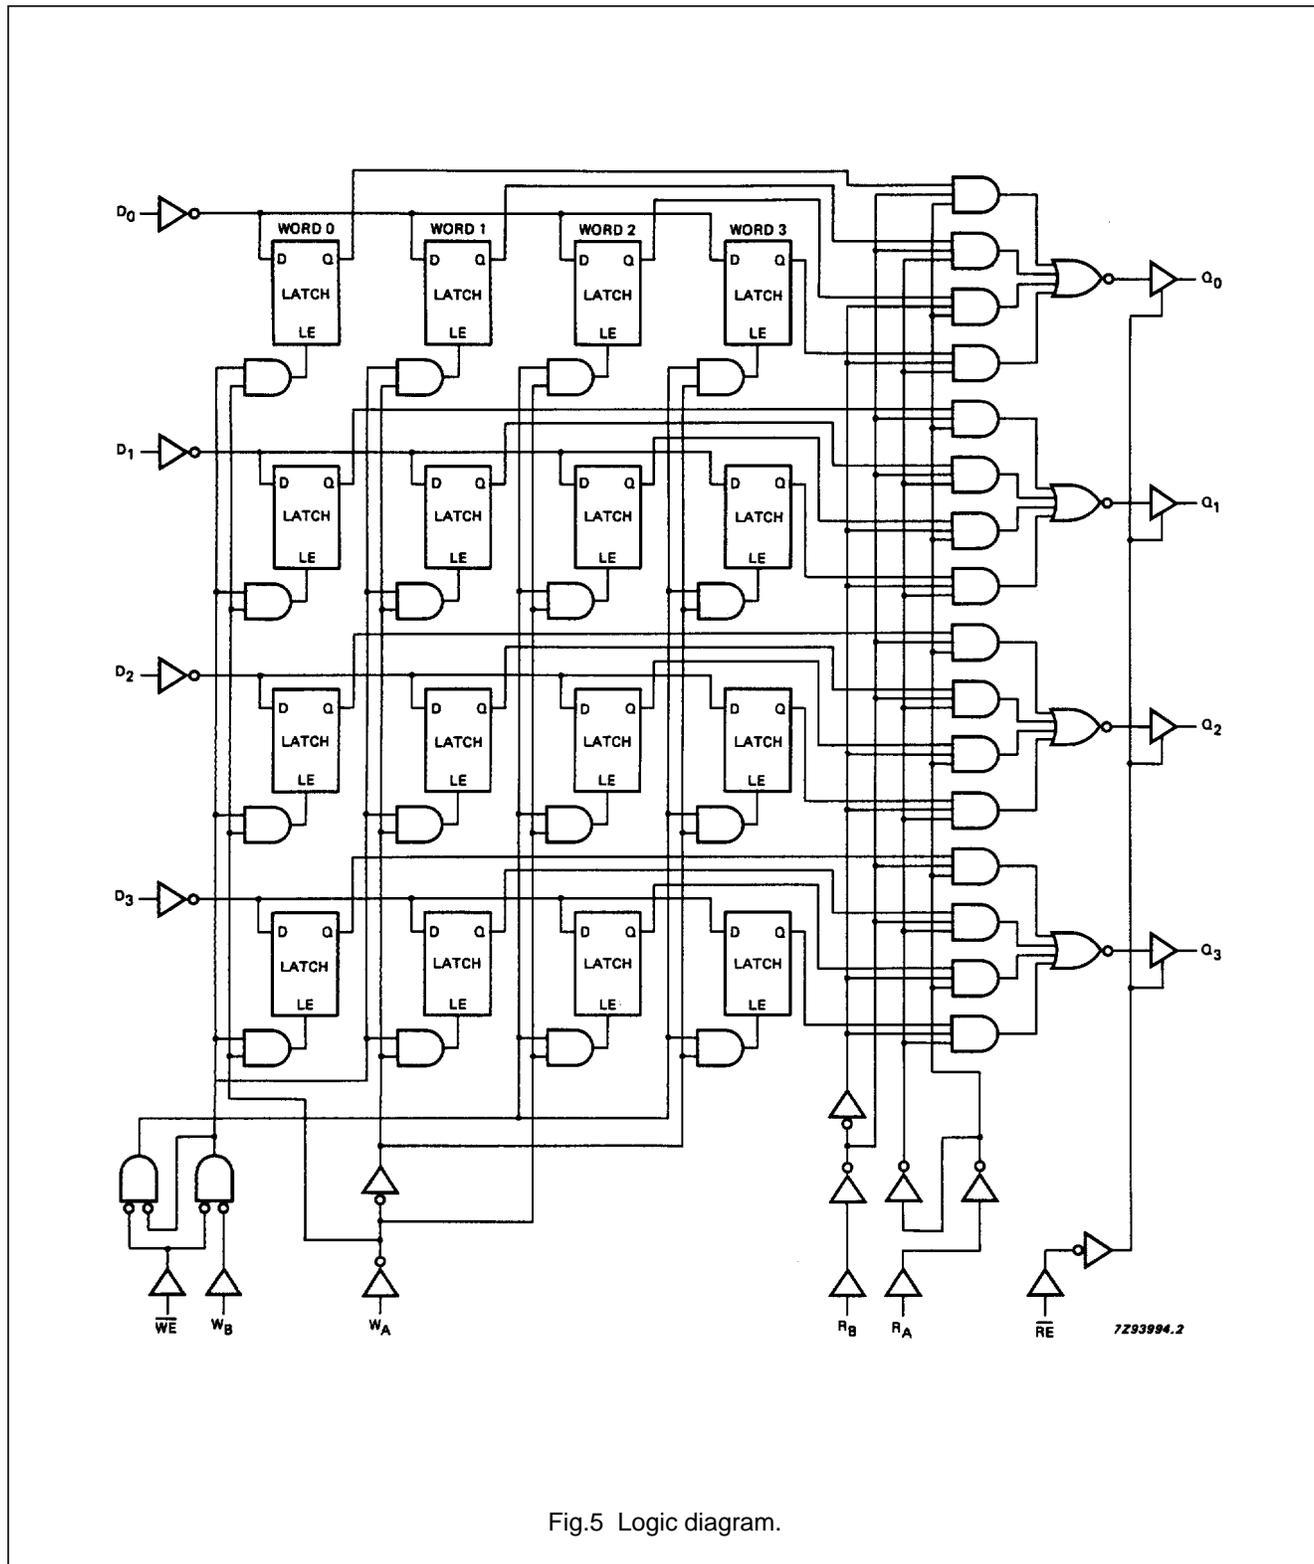 D0
WORD 0 WORD 1 WORD 2 WORD 3
D Q D Q D Q D Q
LATCH LATCH LATCH LATCH
LE LE LE LE
Q0
D1
D Q D Q D Q D Q
LATCH LATCH LATCH LATCH
LE LE LE LE
Q1
D2
D Q D Q D Q D Q
LATCH LATCH LATCH LATCH
LE LE LE LE
Q2
D3
D Q D Q D Q D Q
LATCH LATCH LATCH LATCH
LE LE LE LE
Q3
WE WB WA RB RA RE
7Z93994.2
Fig.5 Logic diagram.